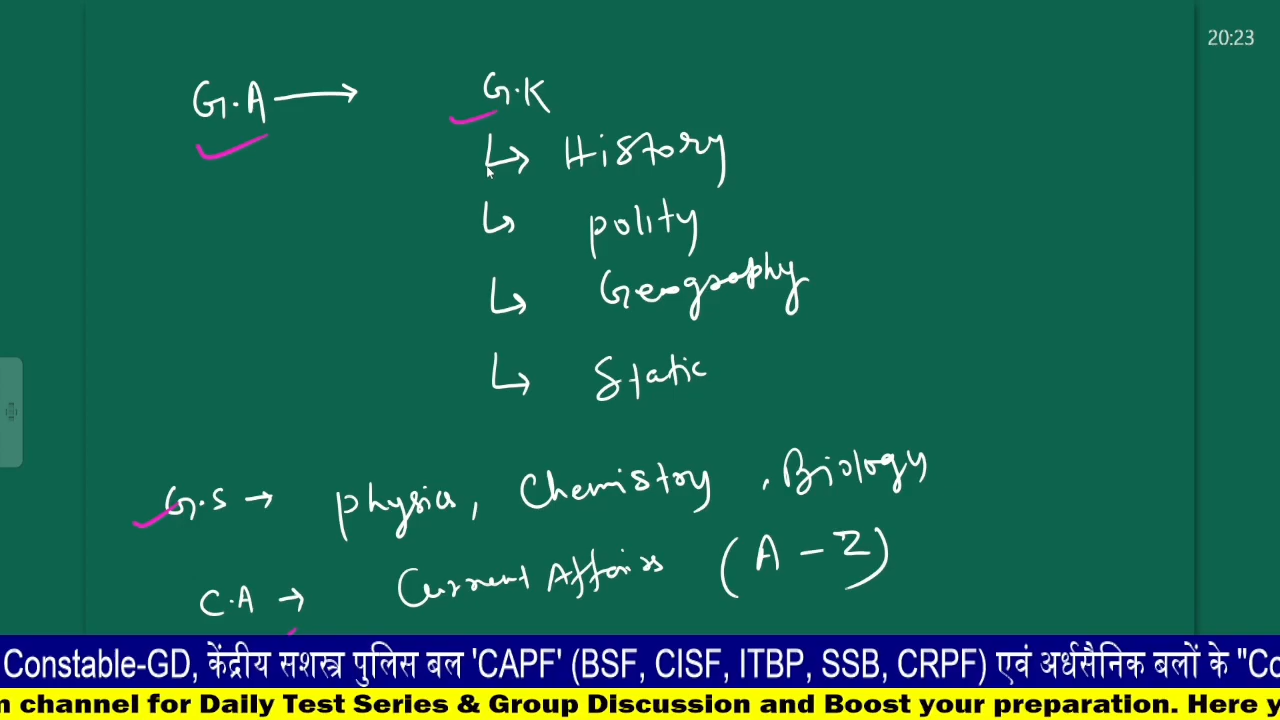 20:23
G.A → G.K
↳ History
↳ polity
↳ Geography
↳ Static
G.S → physics, Chemistry, Biology
C.A → Current Affairs (A-Z)
Constable-GD, केंद्रीय सशस्त्र पुलिस बल 'CAPF' (BSF, CISF, ITBP, SSB, CRPF) एवं अर्धसैनिक बलों के "Co
channel for Daily Test Series & Group Discussion and Boost your preparation. Here